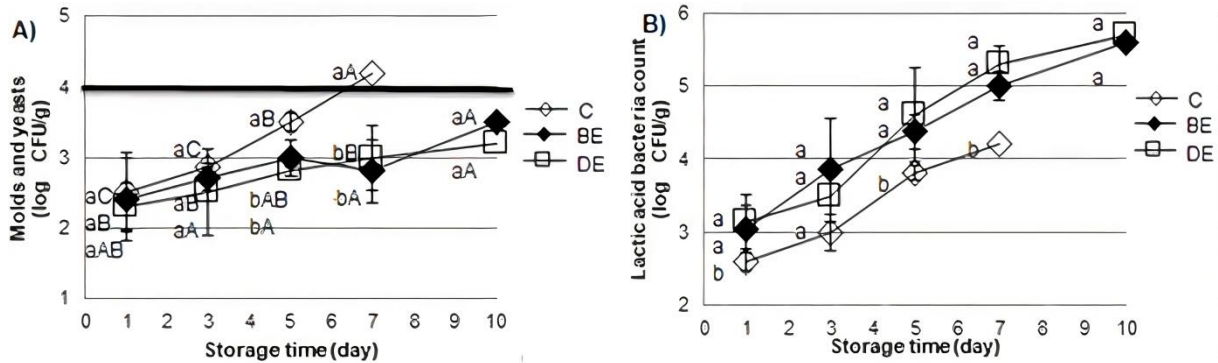 A)
Molds and yeasts
(log CFU/g)
5
4
3
2
1
aA
aB
aC
aC
aB
aAB
aB
aA
bAB
bA
bB
bA
aA
aA
0 1 2 3 4 5 6 7 8 9 10
Storage time (day)
C
BE
DE
B)
Lactic acid bacteria count
(log CFU/g)
6
5
4
3
2
a
a
b
a
a
a
a
b
a
a
b
a
a
0 1 2 3 4 5 6 7 8 9 10
Storage time (day)
C
BE
DE